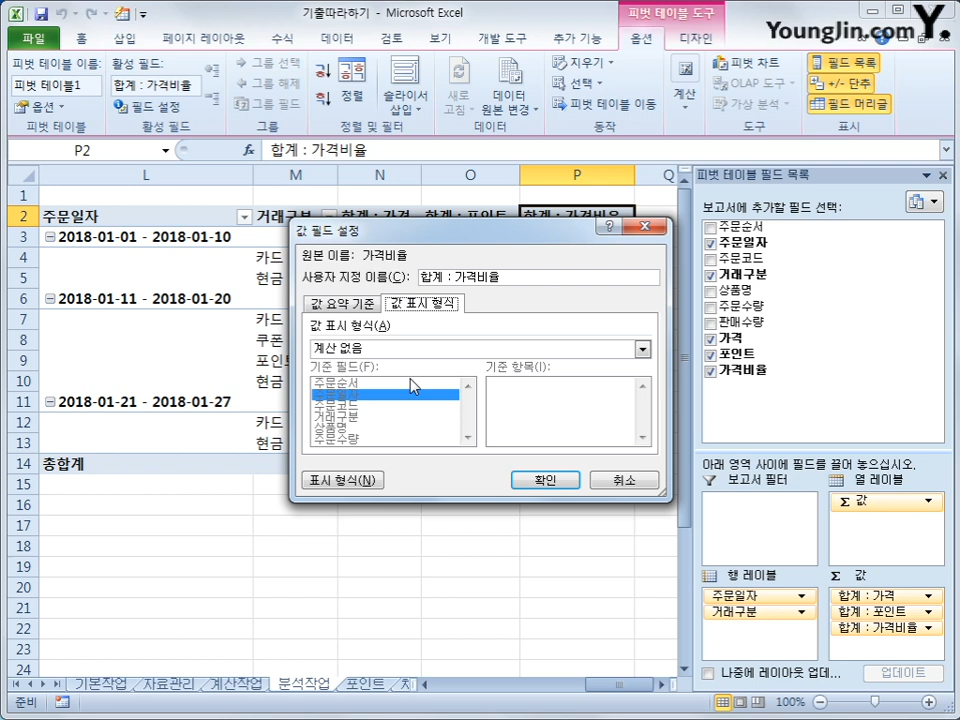 기출따라하기 - Microsoft Excel
피벗 테이블 도구
Younglin.com Y.
파일 홈 삽입 페이지 레이아웃 수식 데이터 검토 보기 개발 도구 추가 기능 옵션 디자인
피벗 테이블 이름:
피벗 테이블1
옵션
피벗 테이블
활성 필드:
합계 : 가격비율
필드 설정
활성 필드
그룹 선택
그룹 해제
그룹 필드
그룹
정렬
슬라이서
삽입
정렬 및 필터
새로
고침
데이터
원본 변경
데이터
지우기
선택
피벗 테이블 이동
동작
계산
피벗 차트
OLAP 도구
가상 분석
도구
필드 목록
+/- 단추
필드 머리글
표시
P2 fx 합계 : 가격비율
L M N O P Q
1
2 주문일자 거래구분 합계 : 가격 합계 : 포인트 합계 : 가격비율
3 2018-01-01 - 2018-01-10
4 카드
5 현금
6 2018-01-11 - 2018-01-20
7 카드
8 쿠폰
9 포인트
10 현금
11 2018-01-21 - 2018-01-27
12 카드
13 현금
14 총합계
15
16
17
18
19
20
21
22
23
24
값 필드 설정
원본 이름: 가격비율
사용자 지정 이름(C): 합계 : 가격비율
값 요약 기준 값 표시 형식
값 표시 형식(A)
계산 없음
기준 필드(F): 기준 항목(I):
주문순서
주문일자
주문코드
거래구분
상품명
주문수량
표시 형식(N) 확인 취소
피벗 테이블 필드 목록
보고서에 추가할 필드 선택:
주문순서
주문일자
주문코드
거래구분
상품명
주문수량
판매수량
가격
포인트
가격비율
아래 영역 사이에 필드를 끌어 놓으십시오.
보고서 필터 열 레이블
Σ 값
행 레이블 Σ 값
주문일자 합계 : 가격
거래구분 합계 : 포인트
합계 : 가격비율
나중에 레이아웃 업데... 업데이트
기본작업 자료관리 계산작업 분석작업 포인트
준비 100%